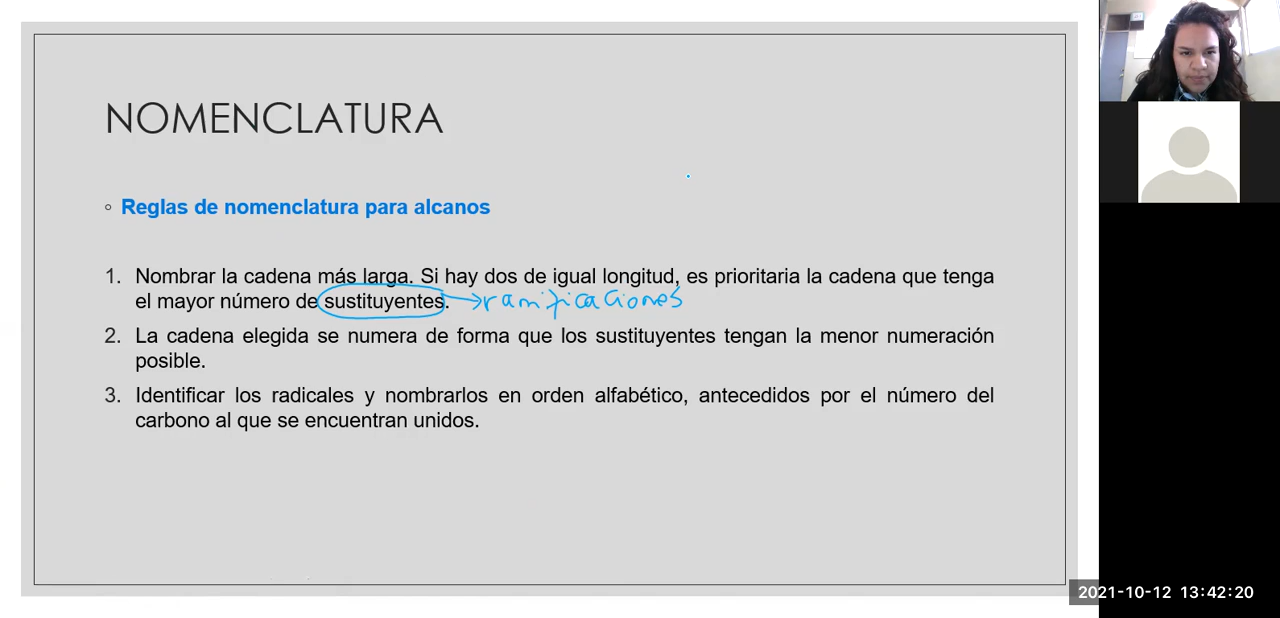 NOMENCLATURA
Reglas de nomenclatura para alcanos
1. Nombrar la cadena más larga. Si hay dos de igual longitud, es prioritaria la cadena que tenga
el mayor número de sustituyentes. → ramificaciones
2. La cadena elegida se numera de forma que los sustituyentes tengan la menor numeración
posible.
3. Identificar los radicales y nombrarlos en orden alfabético, antecedidos por el número del
carbono al que se encuentran unidos.
2021-10-12 13:42:20